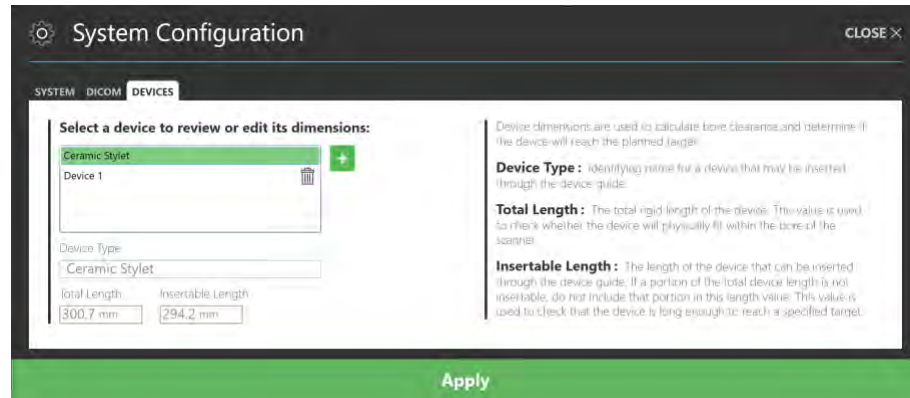 System Configuration
CLOSE ×
SYSTEM DICOM DEVICES
Select a device to review or edit its dimensions:
Ceramic Stylet
Device 1
Device Type
Ceramic Stylet
Total Length Insertable Length
300.7 mm 294.2 mm
Device dimensions are used to calculate bore clearance and determine if
the device will reach the planned target.
Device Type : Identifying name for a device that may be inserted
through the device guide.
Total Length : The total rigid length of the device. This value is used
to check whether the device will physically fit within the bore of the
scanner.
Insertable Length : The length of the device that can be inserted
through the device guide. If a portion of the total device length is not
insertable, do not include that portion in this length value. This value is
used to check that the device is long enough to reach a specified target.
Apply